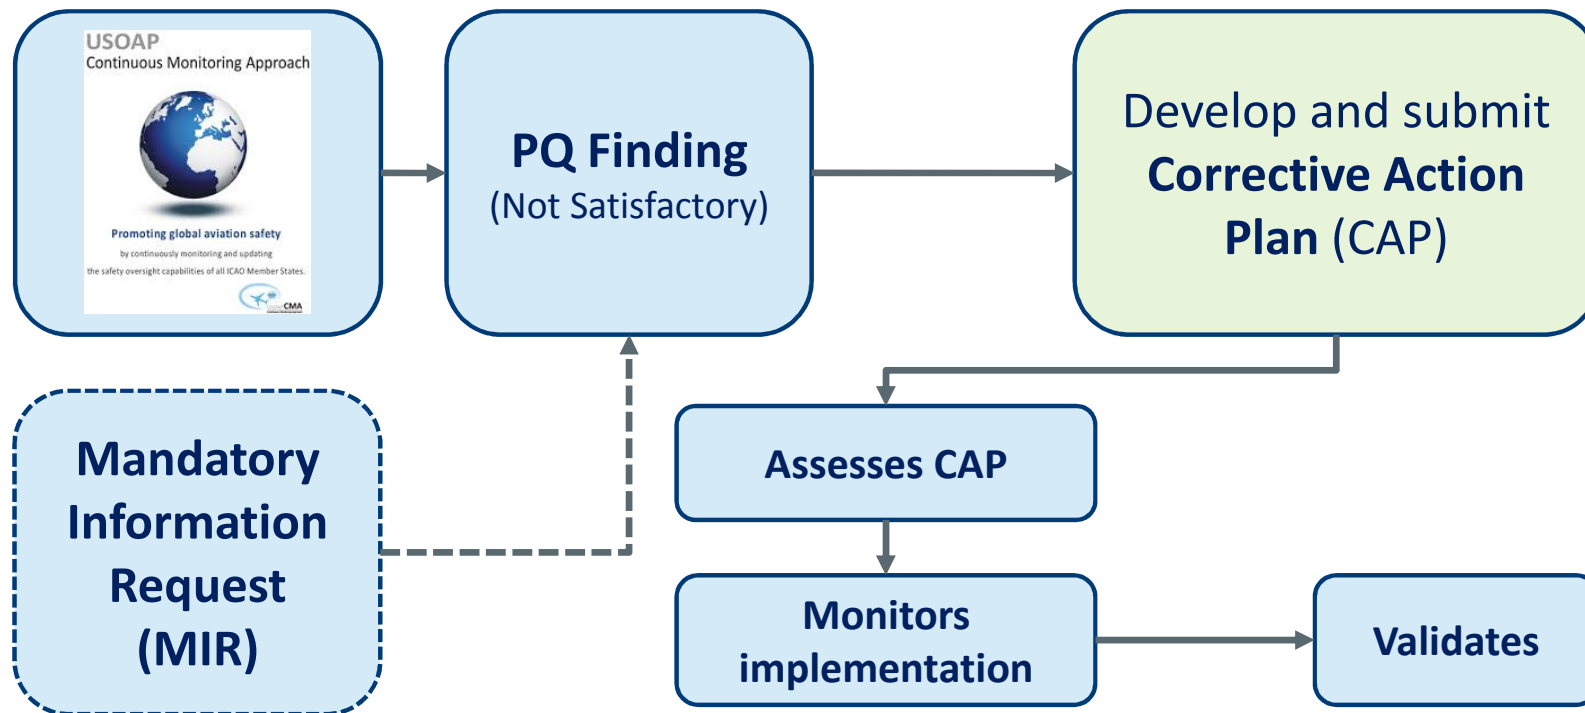 USOAP
Continuous Monitoring Approach
Promoting global aviation safety
by continuously monitoring and updating
the safety oversight capabilities of all ICAO Member States.
CMA
PQ Finding
(Not Satisfactory)
Develop and submit
Corrective Action
Plan (CAP)
Mandatory
Information
Request
(MIR)
Assesses CAP
Monitors
implementation
Validates